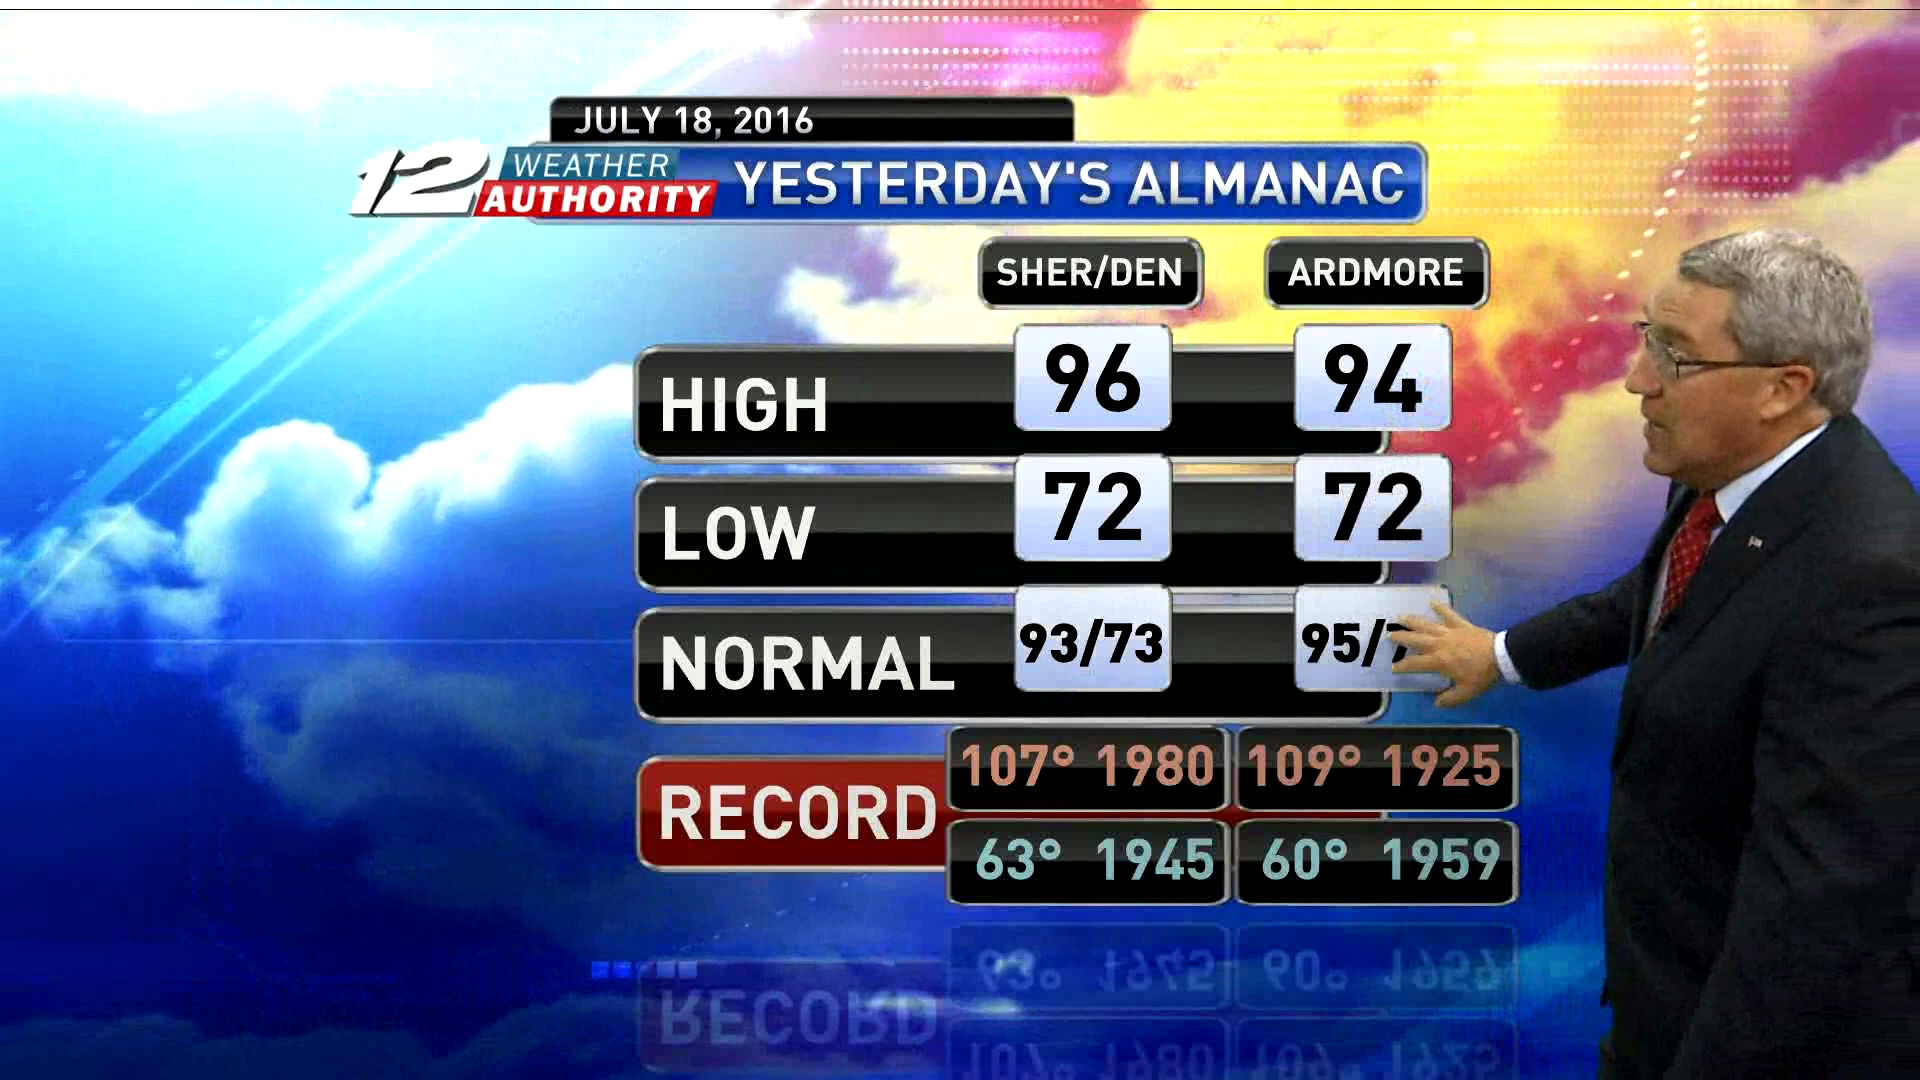 JULY 18, 2016
12 WEATHER AUTHORITY YESTERDAY'S ALMANAC
SHER/DEN ARDMORE
HIGH 96 94
LOW 72 72
NORMAL 93/73 95/
RECORD
107° 1980 109° 1925
63° 1945 60° 1959